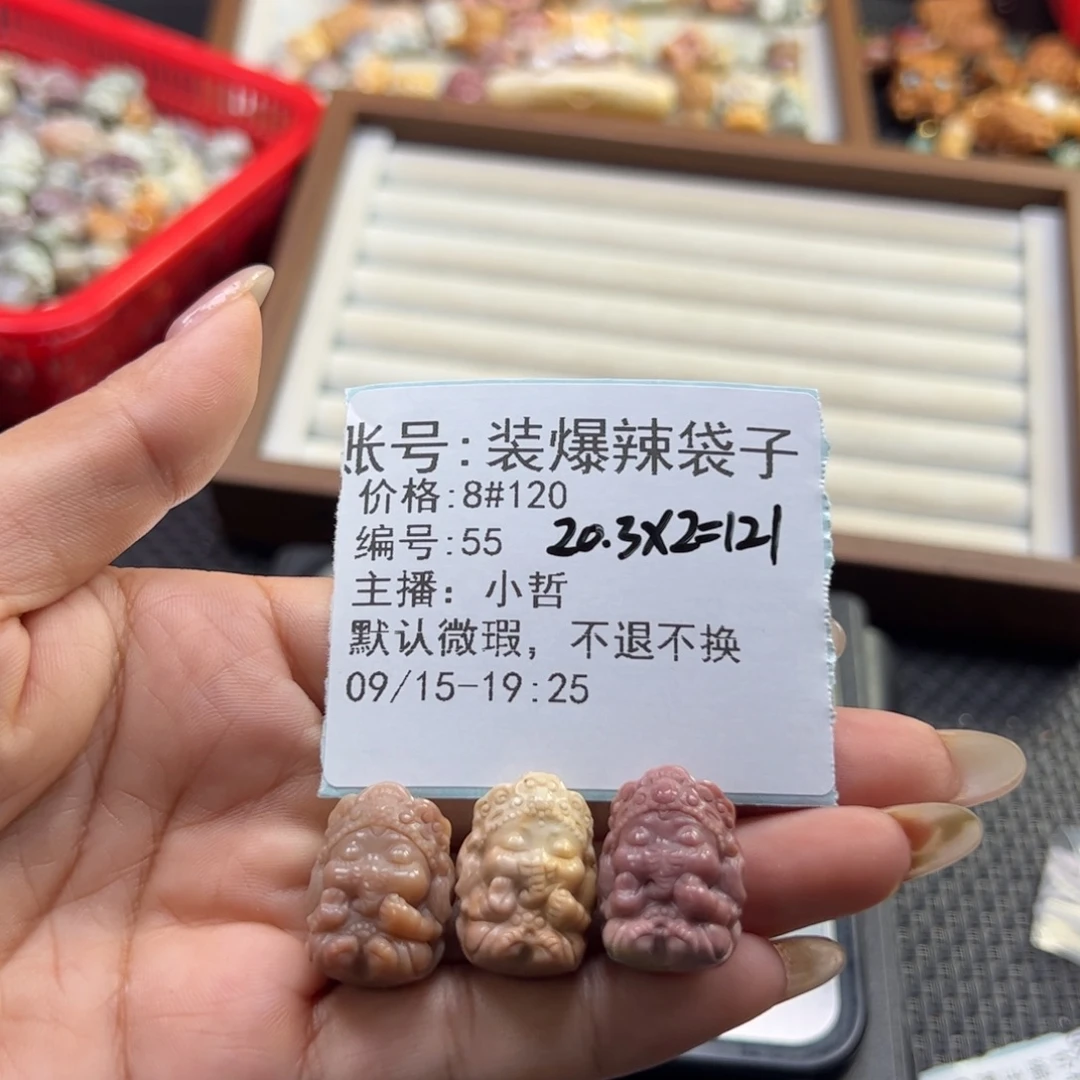 账号:装爆辣袋子
价格:8#120
编号:55 20.3X2=121
主播：小哲
默认微瑕，不退不换
09/15-19:25